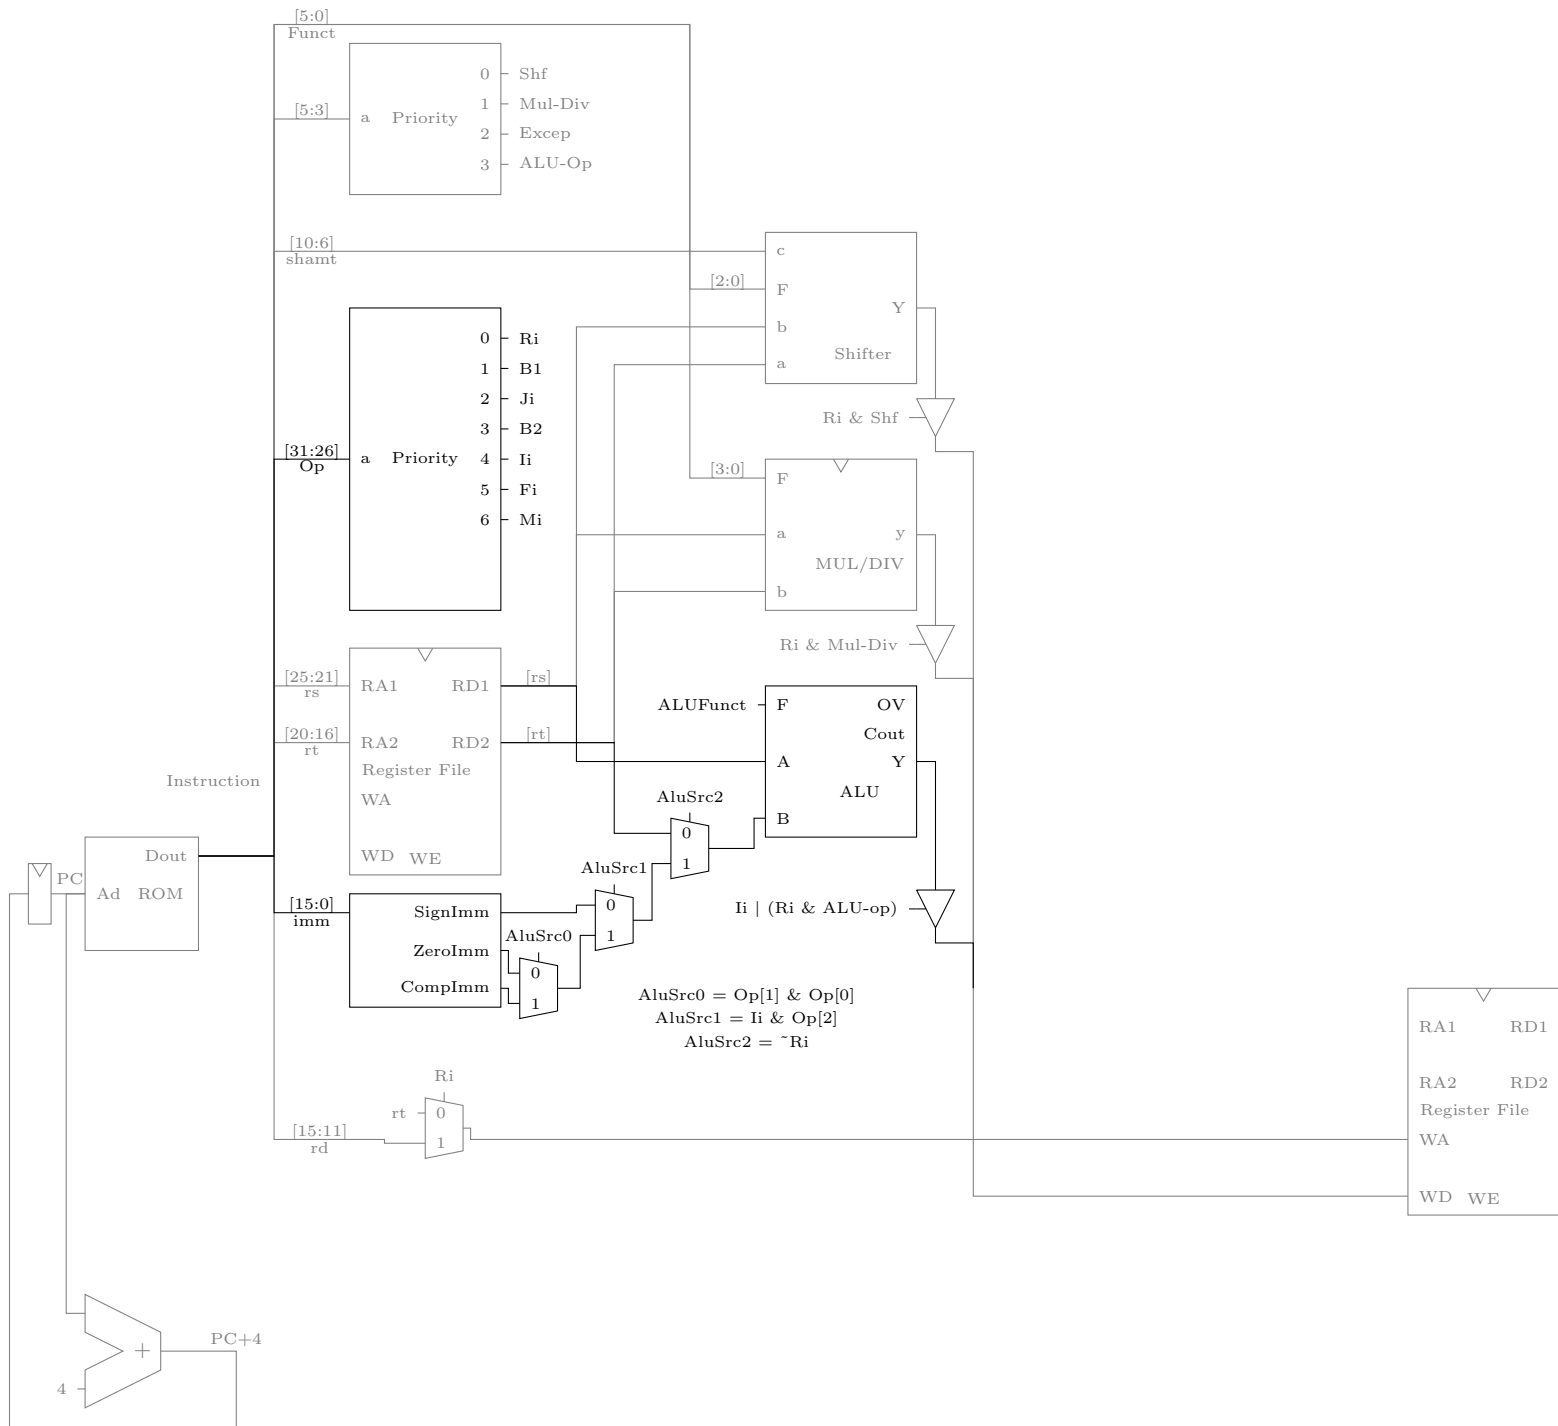 [5:0]
Funct
0 Shf
[5:3] a Priority 1 Mul-Div
2 Excep
3 ALU-Op
[10:6]
shamt
c
[2:0] F
Y
b
Shifter
a
Ri & Shf
0 Ri
1 B1
2 Ji
3 B2
[31:26]
Op
a Priority 4 Ii
5 Fi
6 Mi
[3:0] F
a y
MUL/DIV
b
Ri & Mul-Div
[25:21]
rs
RA1 RD1 [rs]
[20:16]
rt
RA2 RD2 [rt]
Register File
WA
WD WE
ALUFunct F OV
Cout
A Y
ALU
B
Instruction
AluSrc2
0
1
Dout
PC
Ad ROM
AluSrc1
0
1
[15:0]
imm
SignImm
ZeroImm
CompImm
AluSrc0
0
1
Ii | (Ri & ALU-op)
AluSrc0 = Op[1] & Op[0]
AluSrc1 = Ii & Op[2]
AluSrc2 = ~Ri
RA1 RD1
RA2 RD2
Register File
WA
WD WE
Ri
rt 0
1
[15:11]
rd
PC+4
+
4